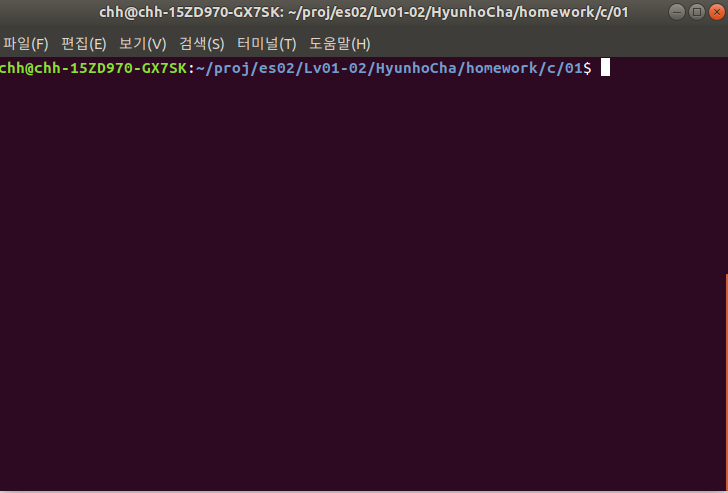 chh@chh-15ZD970-GX7SK: ~/proj/es02/Lv01-02/HyunhoCha/homework/c/01
파일(F) 편집(E) 보기(V) 검색(S) 터미널(T) 도움말(H)
chh@chh-15ZD970-GX7SK:~/proj/es02/Lv01-02/HyunhoCha/homework/c/01$